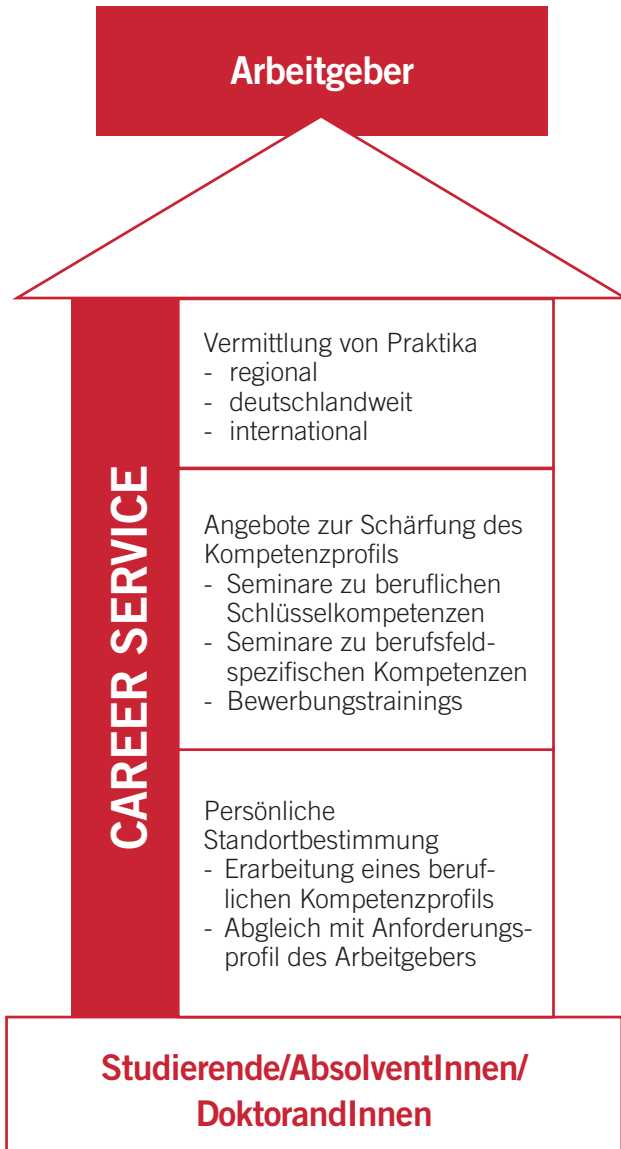 Arbeitgeber
CAREER SERVICE
Vermittlung von Praktika
- regional
- deutschlandweit
- international
Angebote zur Schärfung des
Kompetenzprofils
- Seminare zu beruflichen
Schlüsselkompetenzen
- Seminare zu berufsfeld-
spezifischen Kompetenzen
- Bewerbungstrainings
Persönliche
Standortbestimmung
- Erarbeitung eines beruf-
lichen Kompetenzprofils
- Abgleich mit Anforderungs-
profil des Arbeitgebers
Studierende/AbsolventInnen/
DoktorandInnen